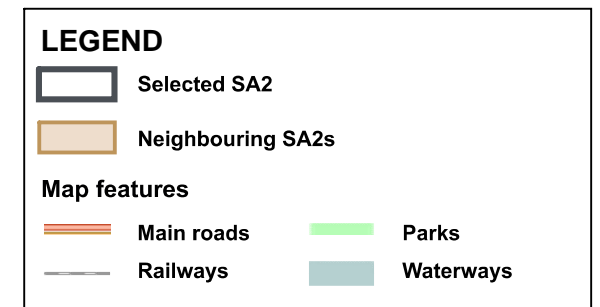 LEGEND
Selected SA2
Neighbouring SA2s
Map features
Main roads Parks
Railways Waterways